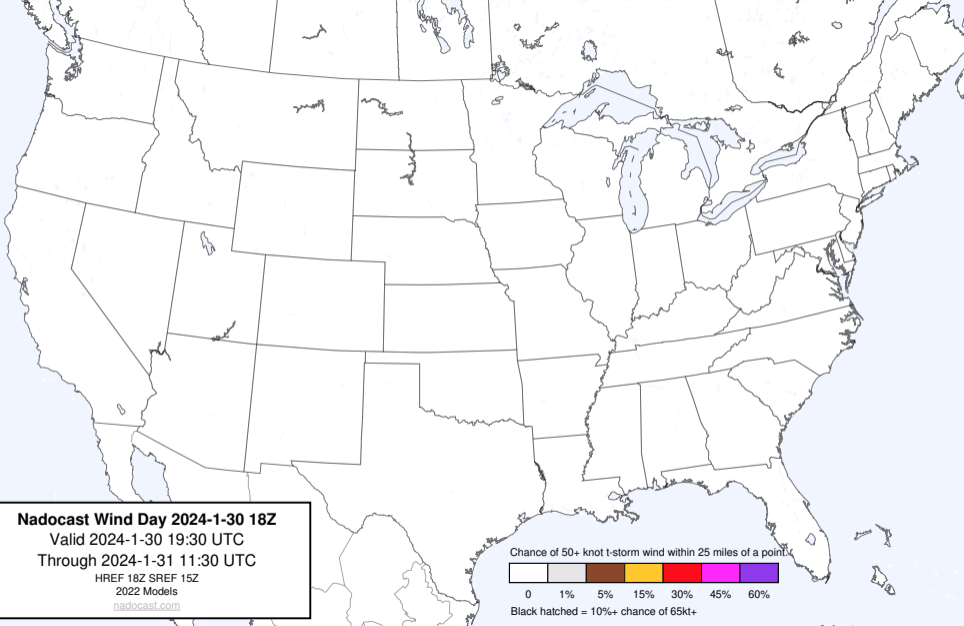 Nadocast Wind Day 2024-1-30 18Z
Valid 2024-1-30 19:30 UTC
Through 2024-1-31 11:30 UTC
HREF 18Z SREF 15Z
2022 Models
nadocast.com
Chance of 50+ knot t-storm wind within 25 miles of a point.
0 1% 5% 15% 30% 45% 60%
Black hatched = 10%+ chance of 65kt+